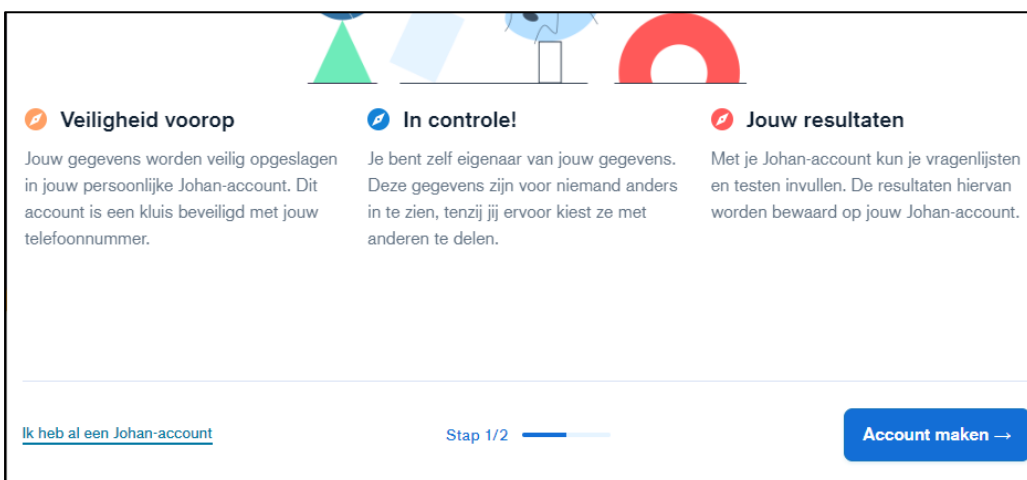 Veiligheid voorop
Jouw gegevens worden veilig opgeslagen
in jouw persoonlijke Johan-account. Dit
account is een kluis beveiligd met jouw
telefoonnummer.
In controle!
Je bent zelf eigenaar van jouw gegevens.
Deze gegevens zijn voor niemand anders
in te zien, tenzij jij ervoor kiest ze met
anderen te delen.
Jouw resultaten
Met je Johan-account kun je vragenlijsten
en testen invullen. De resultaten hiervan
worden bewaard op jouw Johan-account.
Ik heb al een Johan-account
Stap 1/2
Account maken →